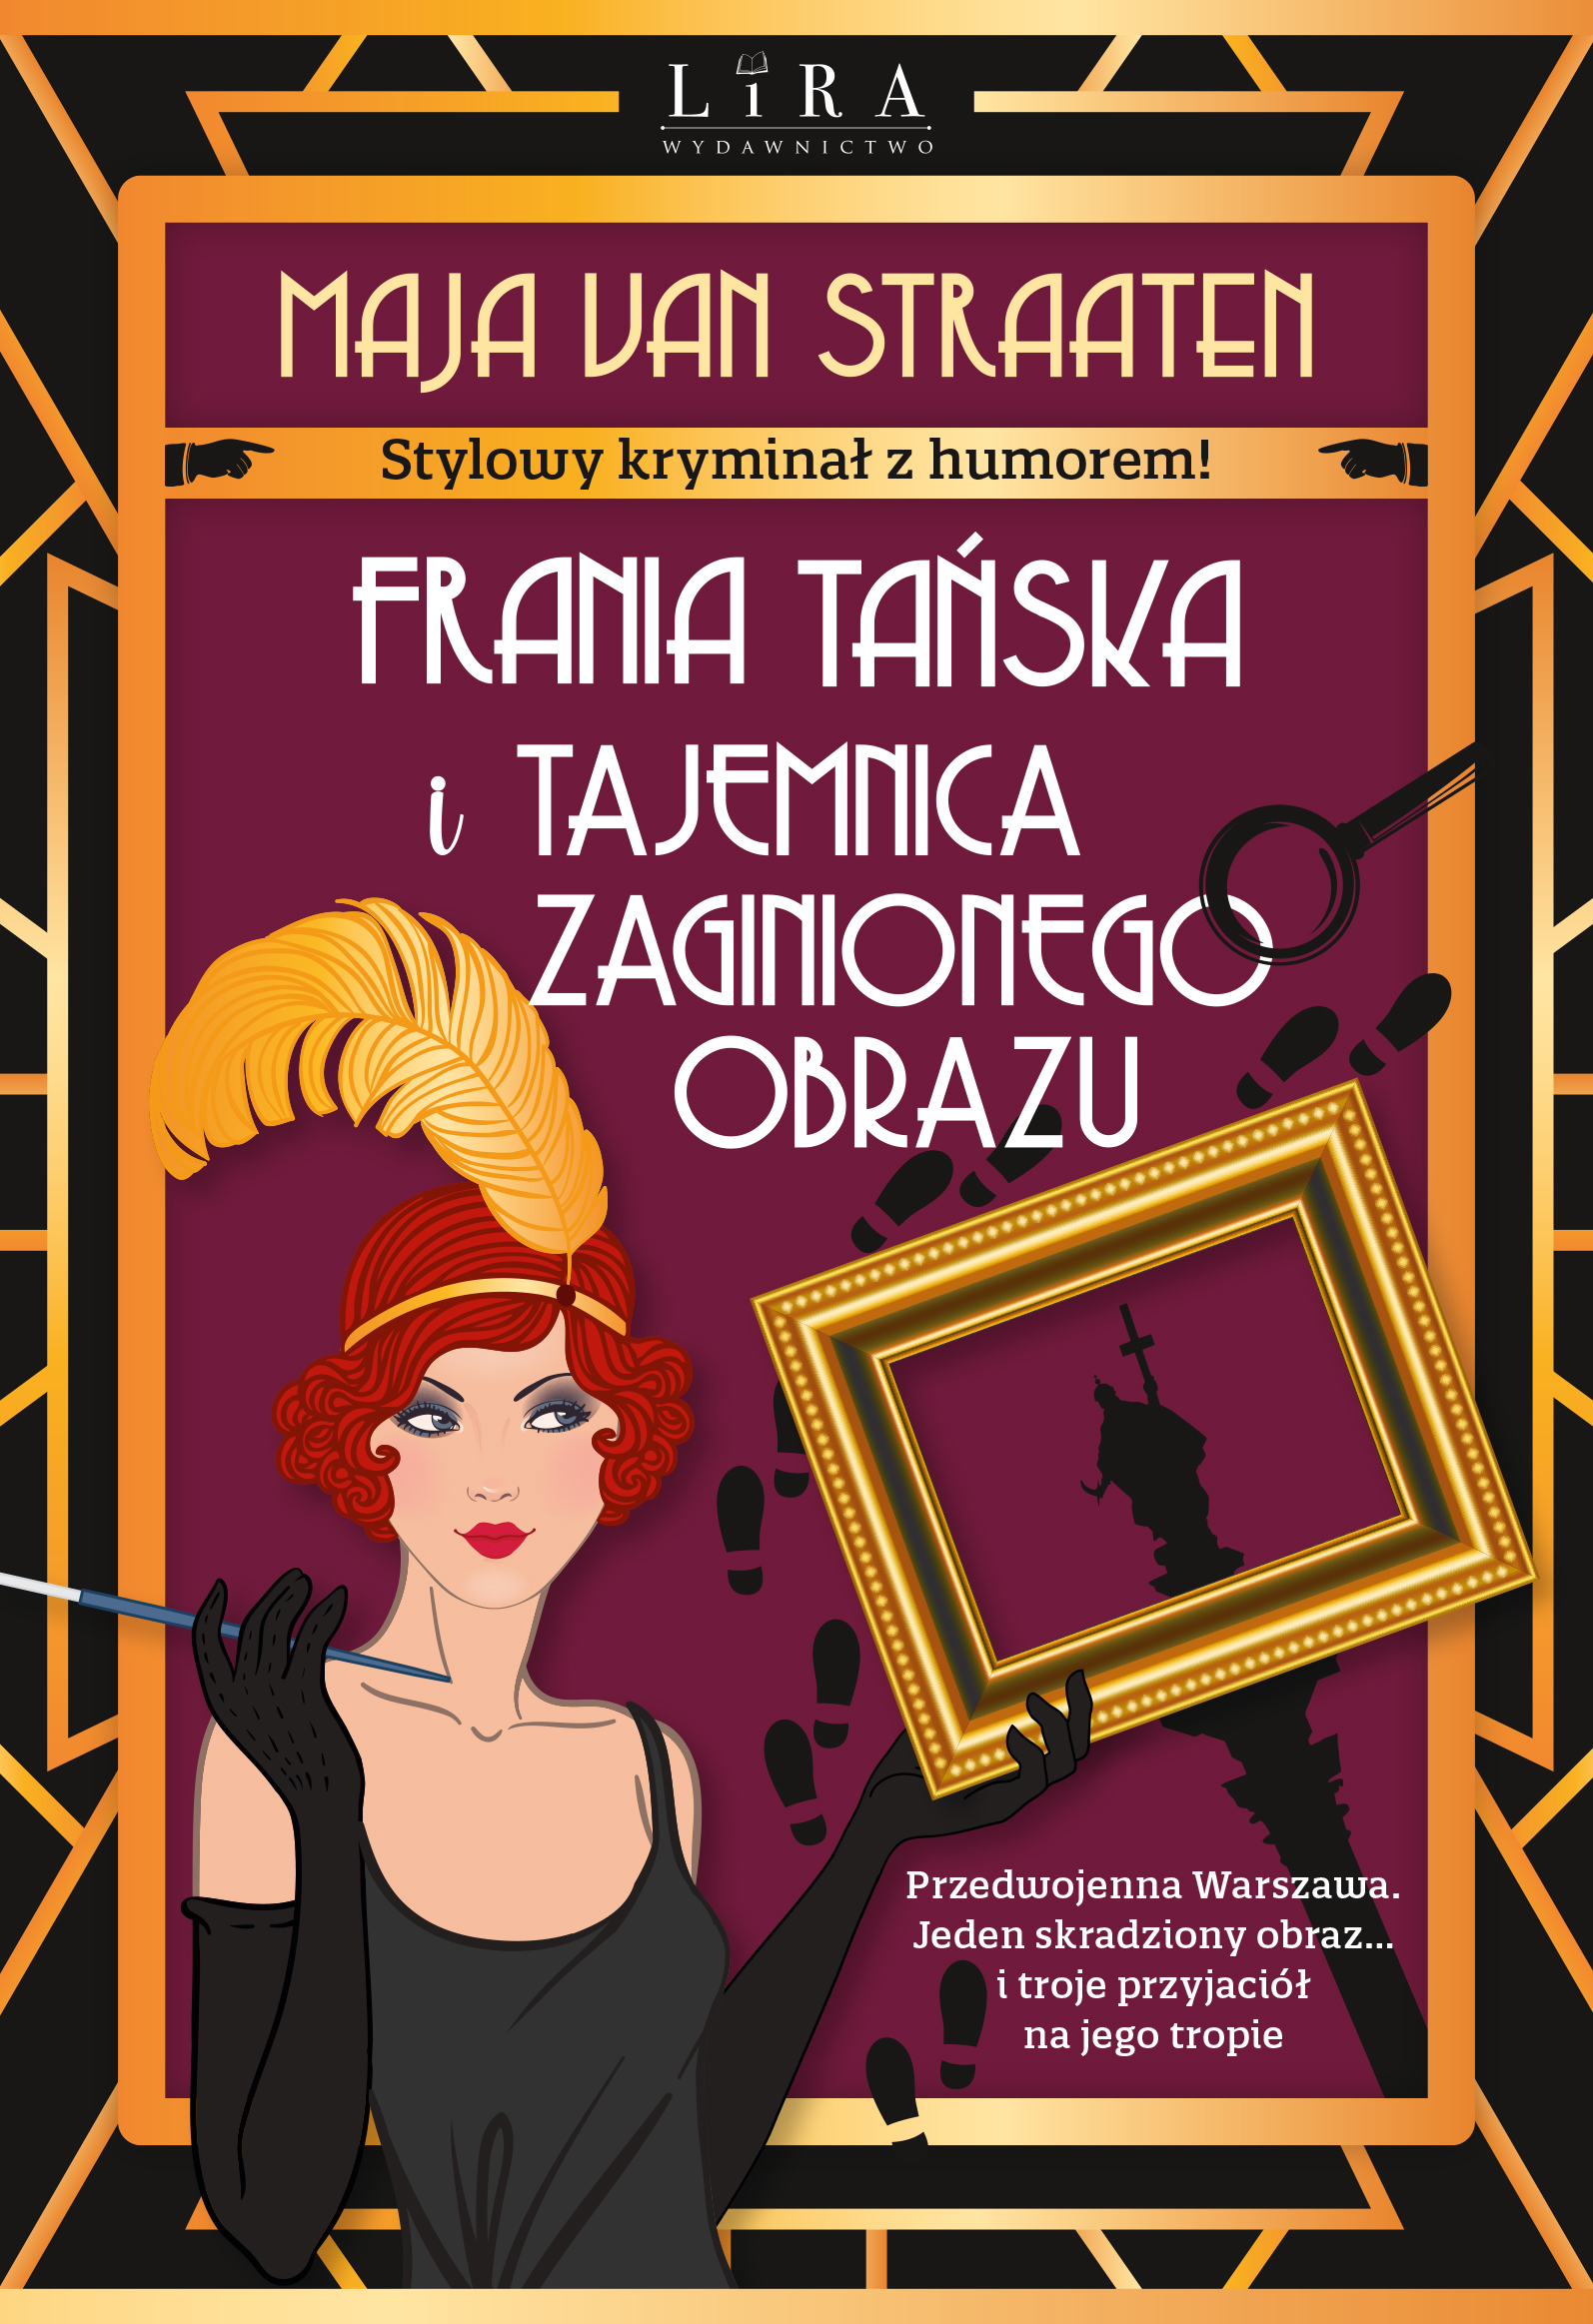 LiRA
WYDAWNICTWO
MAJA VAN STRAATEN
Stylowy kryminał z humorem!
FRANIA TAŃSKA
i TAJEMNICA
ZAGINIONEGO
OBRAZU
Przedwojenna Warszawa.
Jeden skradziony obraz...
i troje przyjaciół
na jego tropie